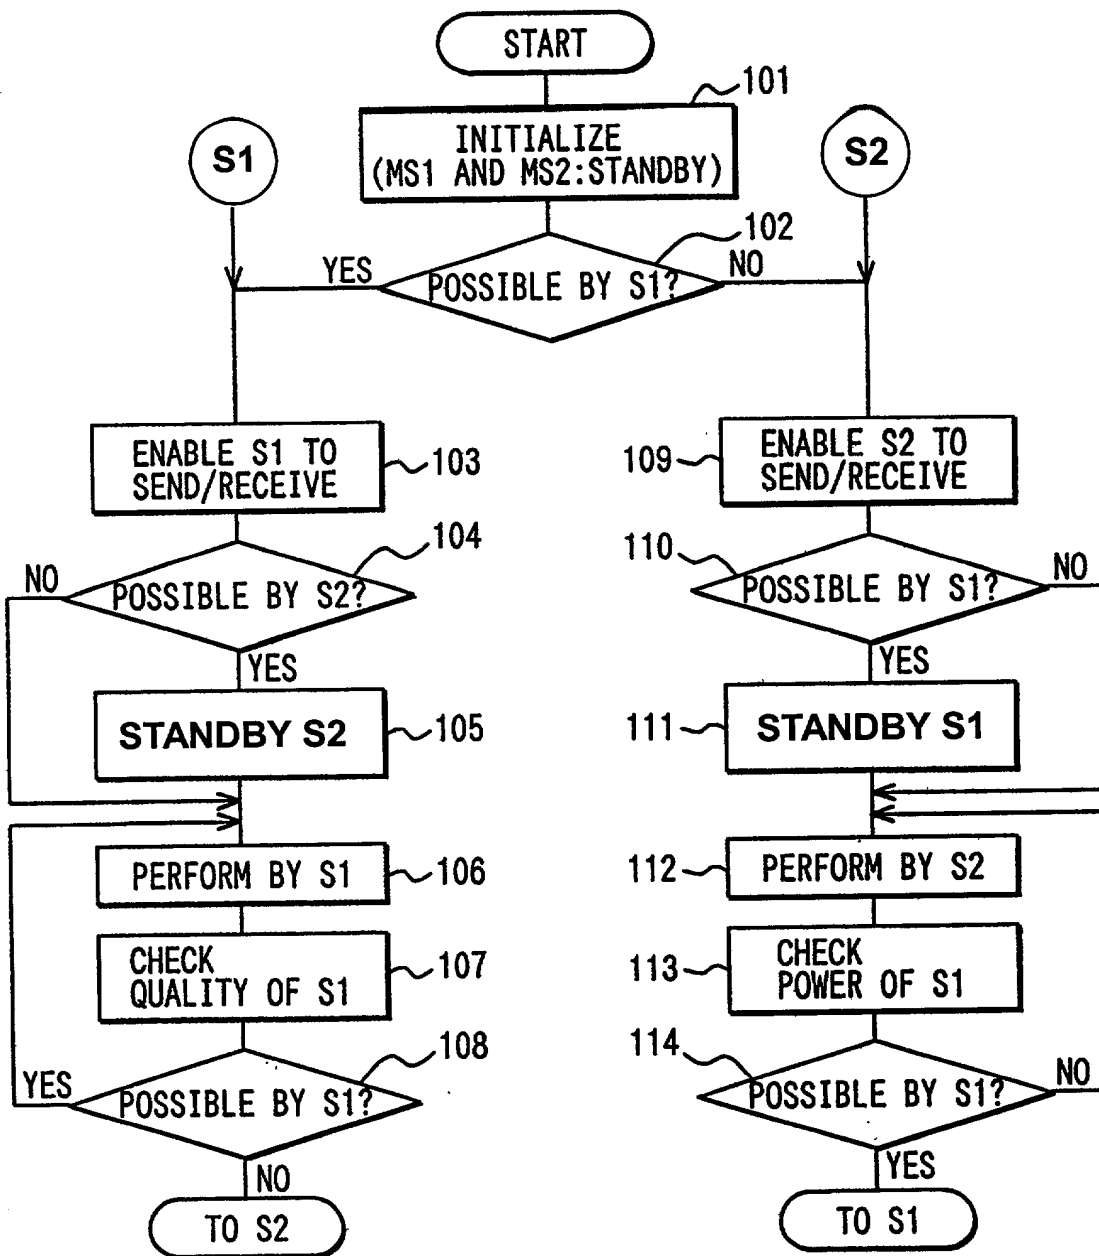 START
101
INITIALIZE
(MS1 AND MS2:STANDBY)
S1
S2
102
YES
POSSIBLE BY S1?
NO
ENABLE S1 TO
SEND/RECEIVE
103
104
NO
POSSIBLE BY S2?
YES
STANDBY S2
105
PERFORM BY S1
106
CHECK
QUALITY OF S1
107
108
YES
POSSIBLE BY S1?
NO
TO S2
109
ENABLE S2 TO
SEND/RECEIVE
110
POSSIBLE BY S1?
NO
YES
111
STANDBY S1
112
PERFORM BY S2
113
CHECK
POWER OF S1
114
POSSIBLE BY S1?
NO
YES
TO S1